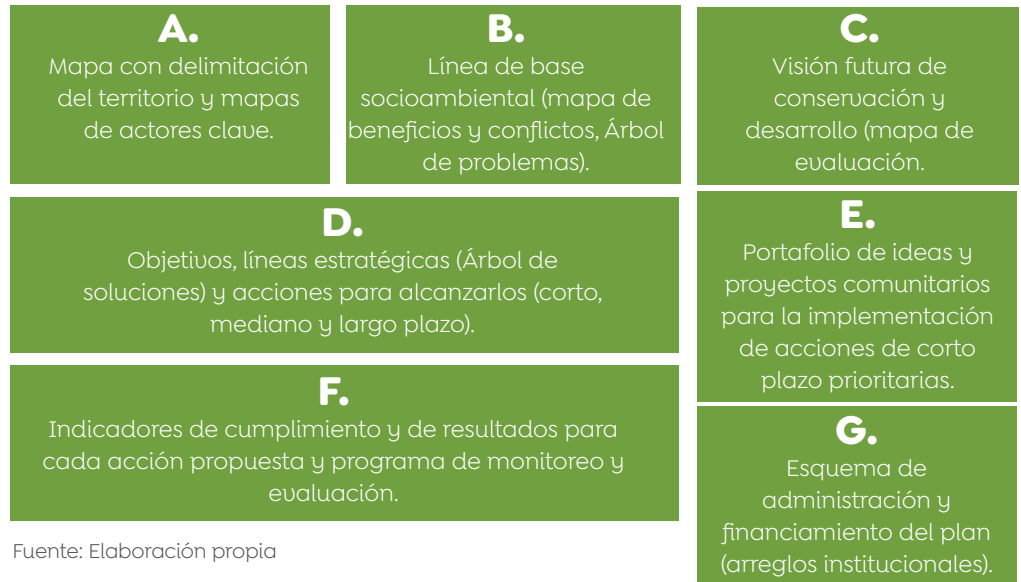 A.
Mapa con delimitación
del territorio y mapas
de actores clave.
B.
Línea de base
socioambiental (mapa de
beneficios y conflictos, Árbol
de problemas).
C.
Visión futura de
conservación y
desarrollo (mapa de
evaluación.
D.
Objetivos, líneas estratégicas (Árbol de
soluciones) y acciones para alcanzarlos (corto,
mediano y largo plazo).
E.
Portafolio de ideas y
proyectos comunitarios
para la implementación
de acciones de corto
plazo prioritarias.
F.
Indicadores de cumplimiento y de resultados para
cada acción propuesta y programa de monitoreo y
evaluación.
G.
Esquema de
administración y
financiamiento del plan
(arreglos institucionales).
Fuente: Elaboración propia